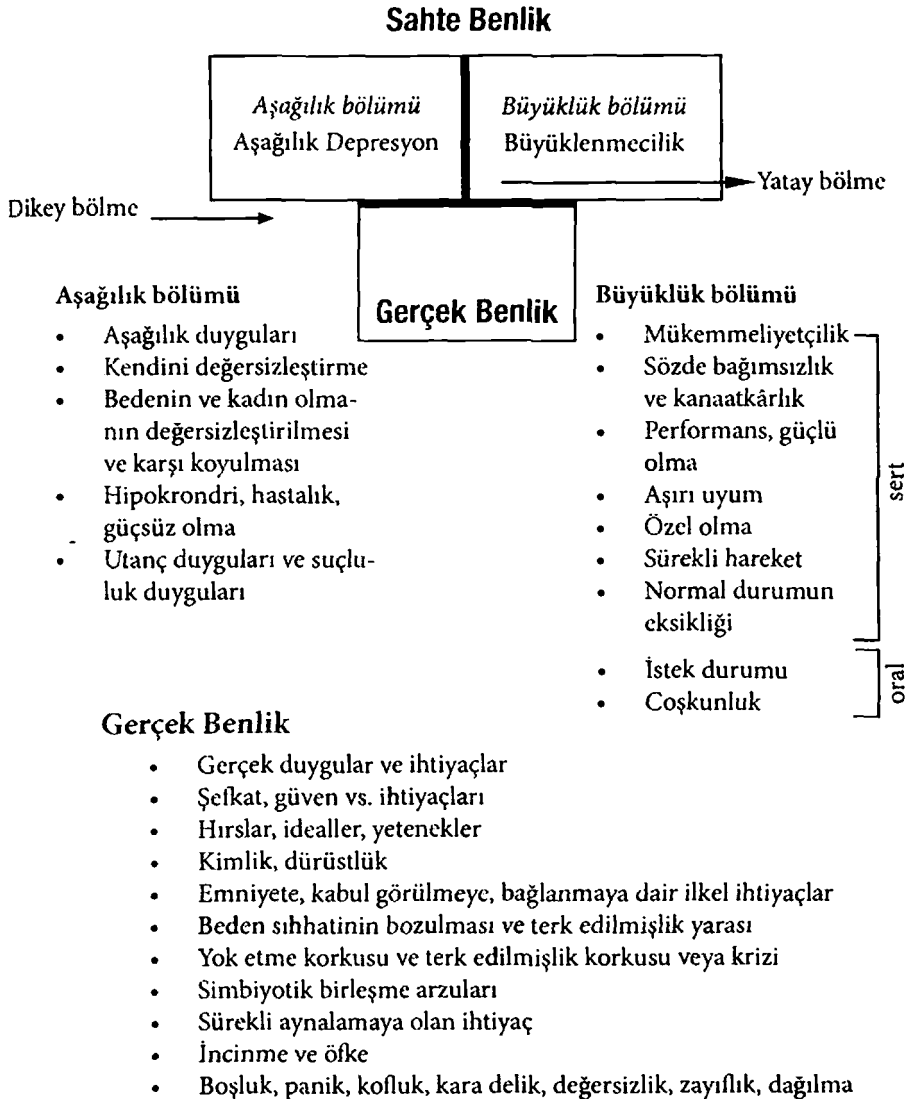 Sahte Benlik
Aşağılık bölümü
Aşağılık Depresyon
Büyüklük bölümü
Büyüklenmecilik
Yatay bölme
Dikey bölme
Gerçek Benlik
Aşağılık bölümü
• Aşağılık duyguları
• Kendini değersizleştirme
• Bedenin ve kadın olma-
nın değersizleştirilmesi
ve karşı koyulması
• Hipokrondri, hastalık,
güçsüz olma
• Utanç duyguları ve suçlu-
luk duyguları
Büyüklük bölümü
• Mükemmeliyetçilik
• Sözde bağımsızlık
ve kanaatkârlık
• Performans, güçlü
olma
• Aşırı uyum
• Özel olma
• Sürekli hareket
• Normal durumun
eksikliği
sert
• İstek durumu
• Coşkunluk
oral
Gerçek Benlik
• Gerçek duygular ve ihtiyaçlar
• Şefkat, güven vs. ihtiyaçları
• Hırslar, idealler, yetenekler
• Kimlik, dürüstlük
• Emniyete, kabul görülmeye, bağlanmaya dair ilkel ihtiyaçlar
• Beden sıhhatinin bozulması ve terk edilmişlik yarası
• Yok etme korkusu ve terk edilmişlik korkusu veya krizi
• Simbiyotik birleşme arzuları
• Sürekli aynalamaya olan ihtiyaç
• İncinme ve öfke
• Boşluk, panik, kofluk, kara delik, değersizlik, zayıflık, dağılma